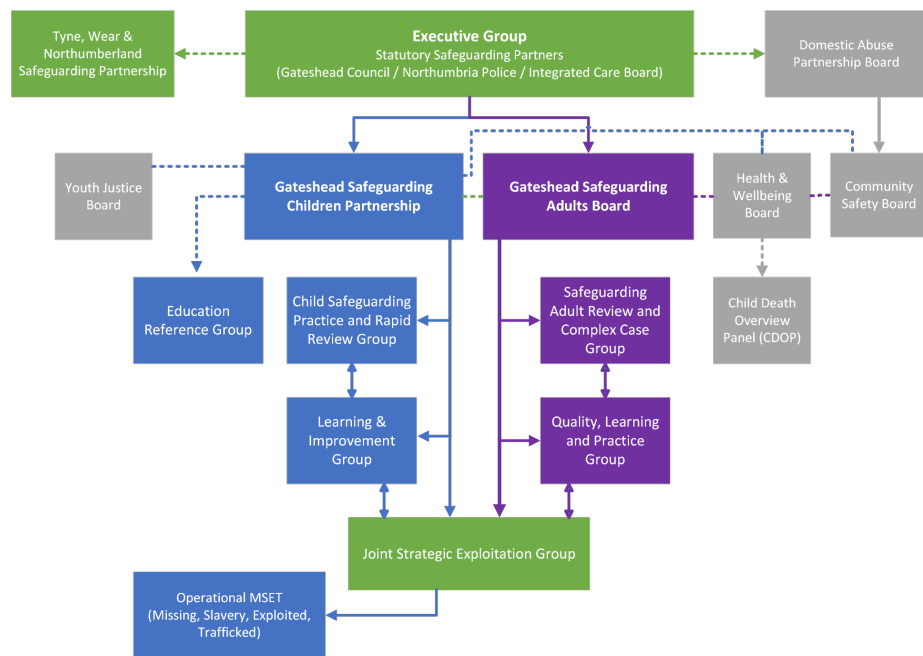 Tyne, Wear &
Northumberland
Safeguarding Partnership
Executive Group
Statutory Safeguarding Partners
(Gateshead Council / Northumbria Police / Integrated Care Board)
Domestic Abuse
Partnership Board
Youth Justice
Board
Gateshead Safeguarding
Children Partnership
Gateshead Safeguarding
Adults Board
Health &
Wellbeing
Board
Community
Safety Board
Education
Reference Group
Child Safeguarding
Practice and Rapid
Review Group
Safeguarding
Adult Review and
Complex Case
Group
Child Death
Overview
Panel (CDOP)
Learning &
Improvement
Group
Quality, Learning
and Practice
Group
Joint Strategic Exploitation Group
Operational MSET
(Missing, Slavery, Exploited,
Trafficked)